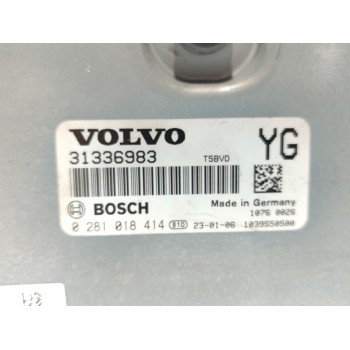 VOLVO YG
31336983 T5BVD
BOSCH Made in Germany
1076 0026
0 281 018 414 23-01-06 1039S50500